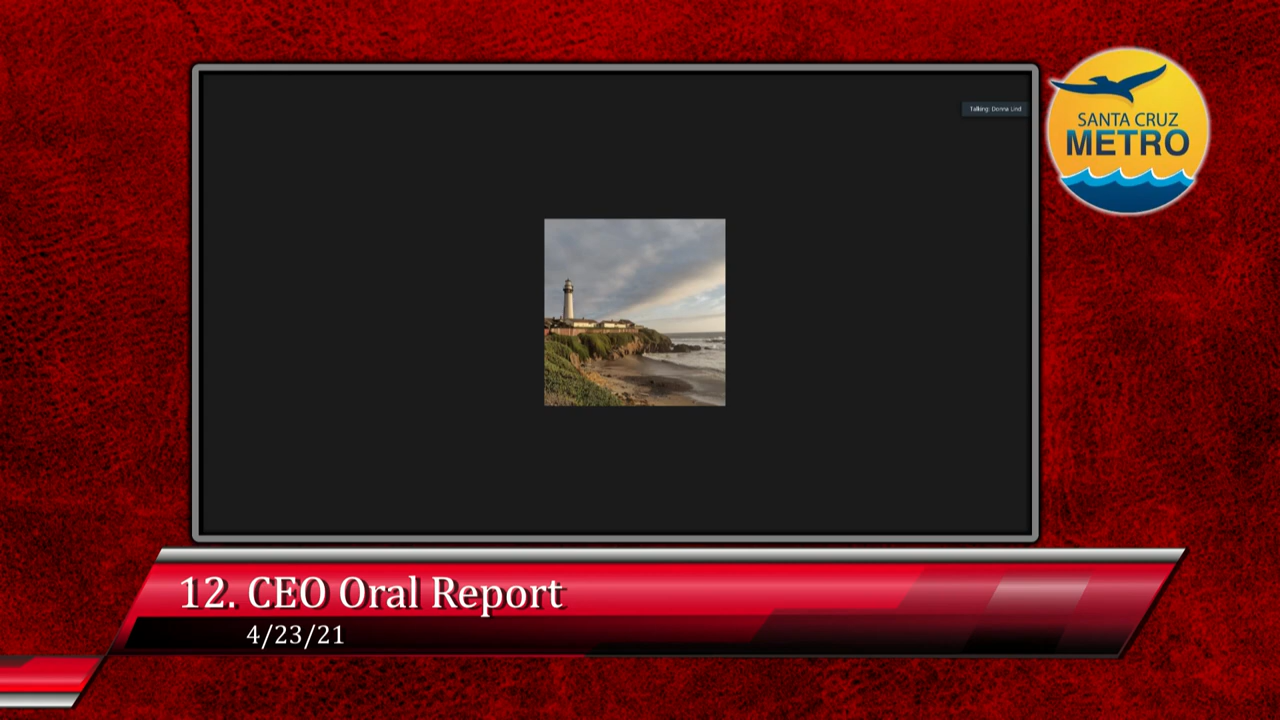 Talking: Donna Lind
SANTA CRUZ
METRO
12. CEO Oral Report
4/23/21